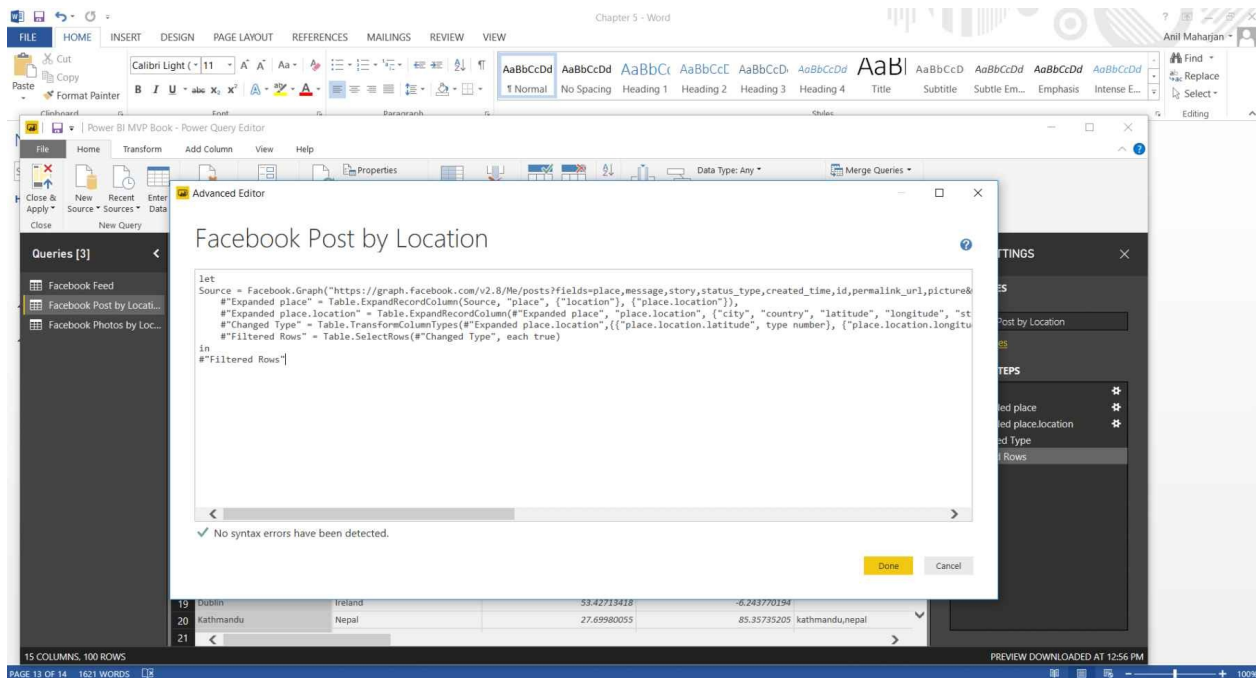 Chapter 5 - Word
?
FILE HOME INSERT DESIGN PAGE LAYOUT REFERENCES MAILINGS REVIEW VIEW
Anil Maharjan
Cut
Copy
Format Painter
Paste
Calibri Light ( 11
AaBbCcDd AaBbCcDd AaBbCc AaBbCcE AaBbCcD AaBbCcDd AaB AaBbCcD AaBbCcDd AaBbCcDd AaBbCcDd
¶ Normal No Spacing Heading 1 Heading 2 Heading 3 Heading 4 Title Subtitle Subtle Em... Emphasis Intense E...
Find
Replace
Select
Clipboard Font Paragraph Styles Editing
Power BI MVP Book - Power Query Editor
File Home Transform Add Column View Help
Close & Apply
New Source
Recent Sources
Enter Data
Properties
Data Type: Any
Merge Queries
Close New Query
Advanced Editor
Facebook Post by Location
let
Source = Facebook.Graph("https://graph.facebook.com/v2.8/Me/posts?fields=place,message,story,status_type,created_time,id,permalink_url,picture&
#"Expanded place" = Table.ExpandRecordColumn(Source, "place", {"location"}, {"place.location"}),
#"Expanded place.location" = Table.ExpandRecordColumn(#"Expanded place", "place.location", {"city", "country", "latitude", "longitude", "st
#"Changed Type" = Table.TransformColumnTypes(#"Expanded place.location",{{"place.location.latitude", type number}, {"place.location.longitu
#"Filtered Rows" = Table.SelectRows(#"Changed Type", each true)
in
#"Filtered Rows"
No syntax errors have been detected.
Done Cancel
Queries [3]
Facebook Feed
Facebook Post by Locati...
Facebook Photos by Loc...
TTINGS
ES
Post by Location
es
TEPS
led place
led place.location
ed Type
d Rows
19 Dublin Ireland 53.42713418 -6.243770194
20 Kathmandu Nepal 27.69980055 85.35735205 kathmandu,nepal
21
15 COLUMNS, 100 ROWS
PREVIEW DOWNLOADED AT 12:56 PM
PAGE 13 OF 14 1621 WORDS
100%